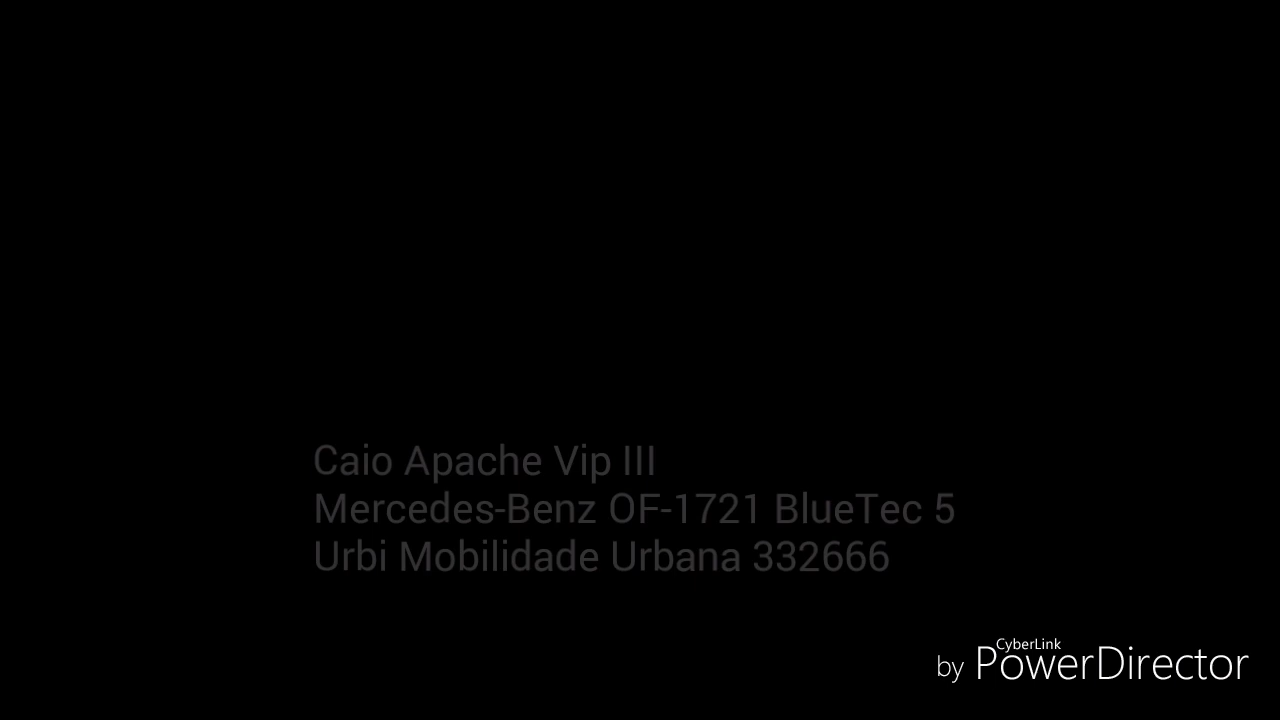 Caio Apache Vip III
Mercedes-Benz OF-1721 BlueTec 5
Urbi Mobilidade Urbana 332666
by CyberLink PowerDirector